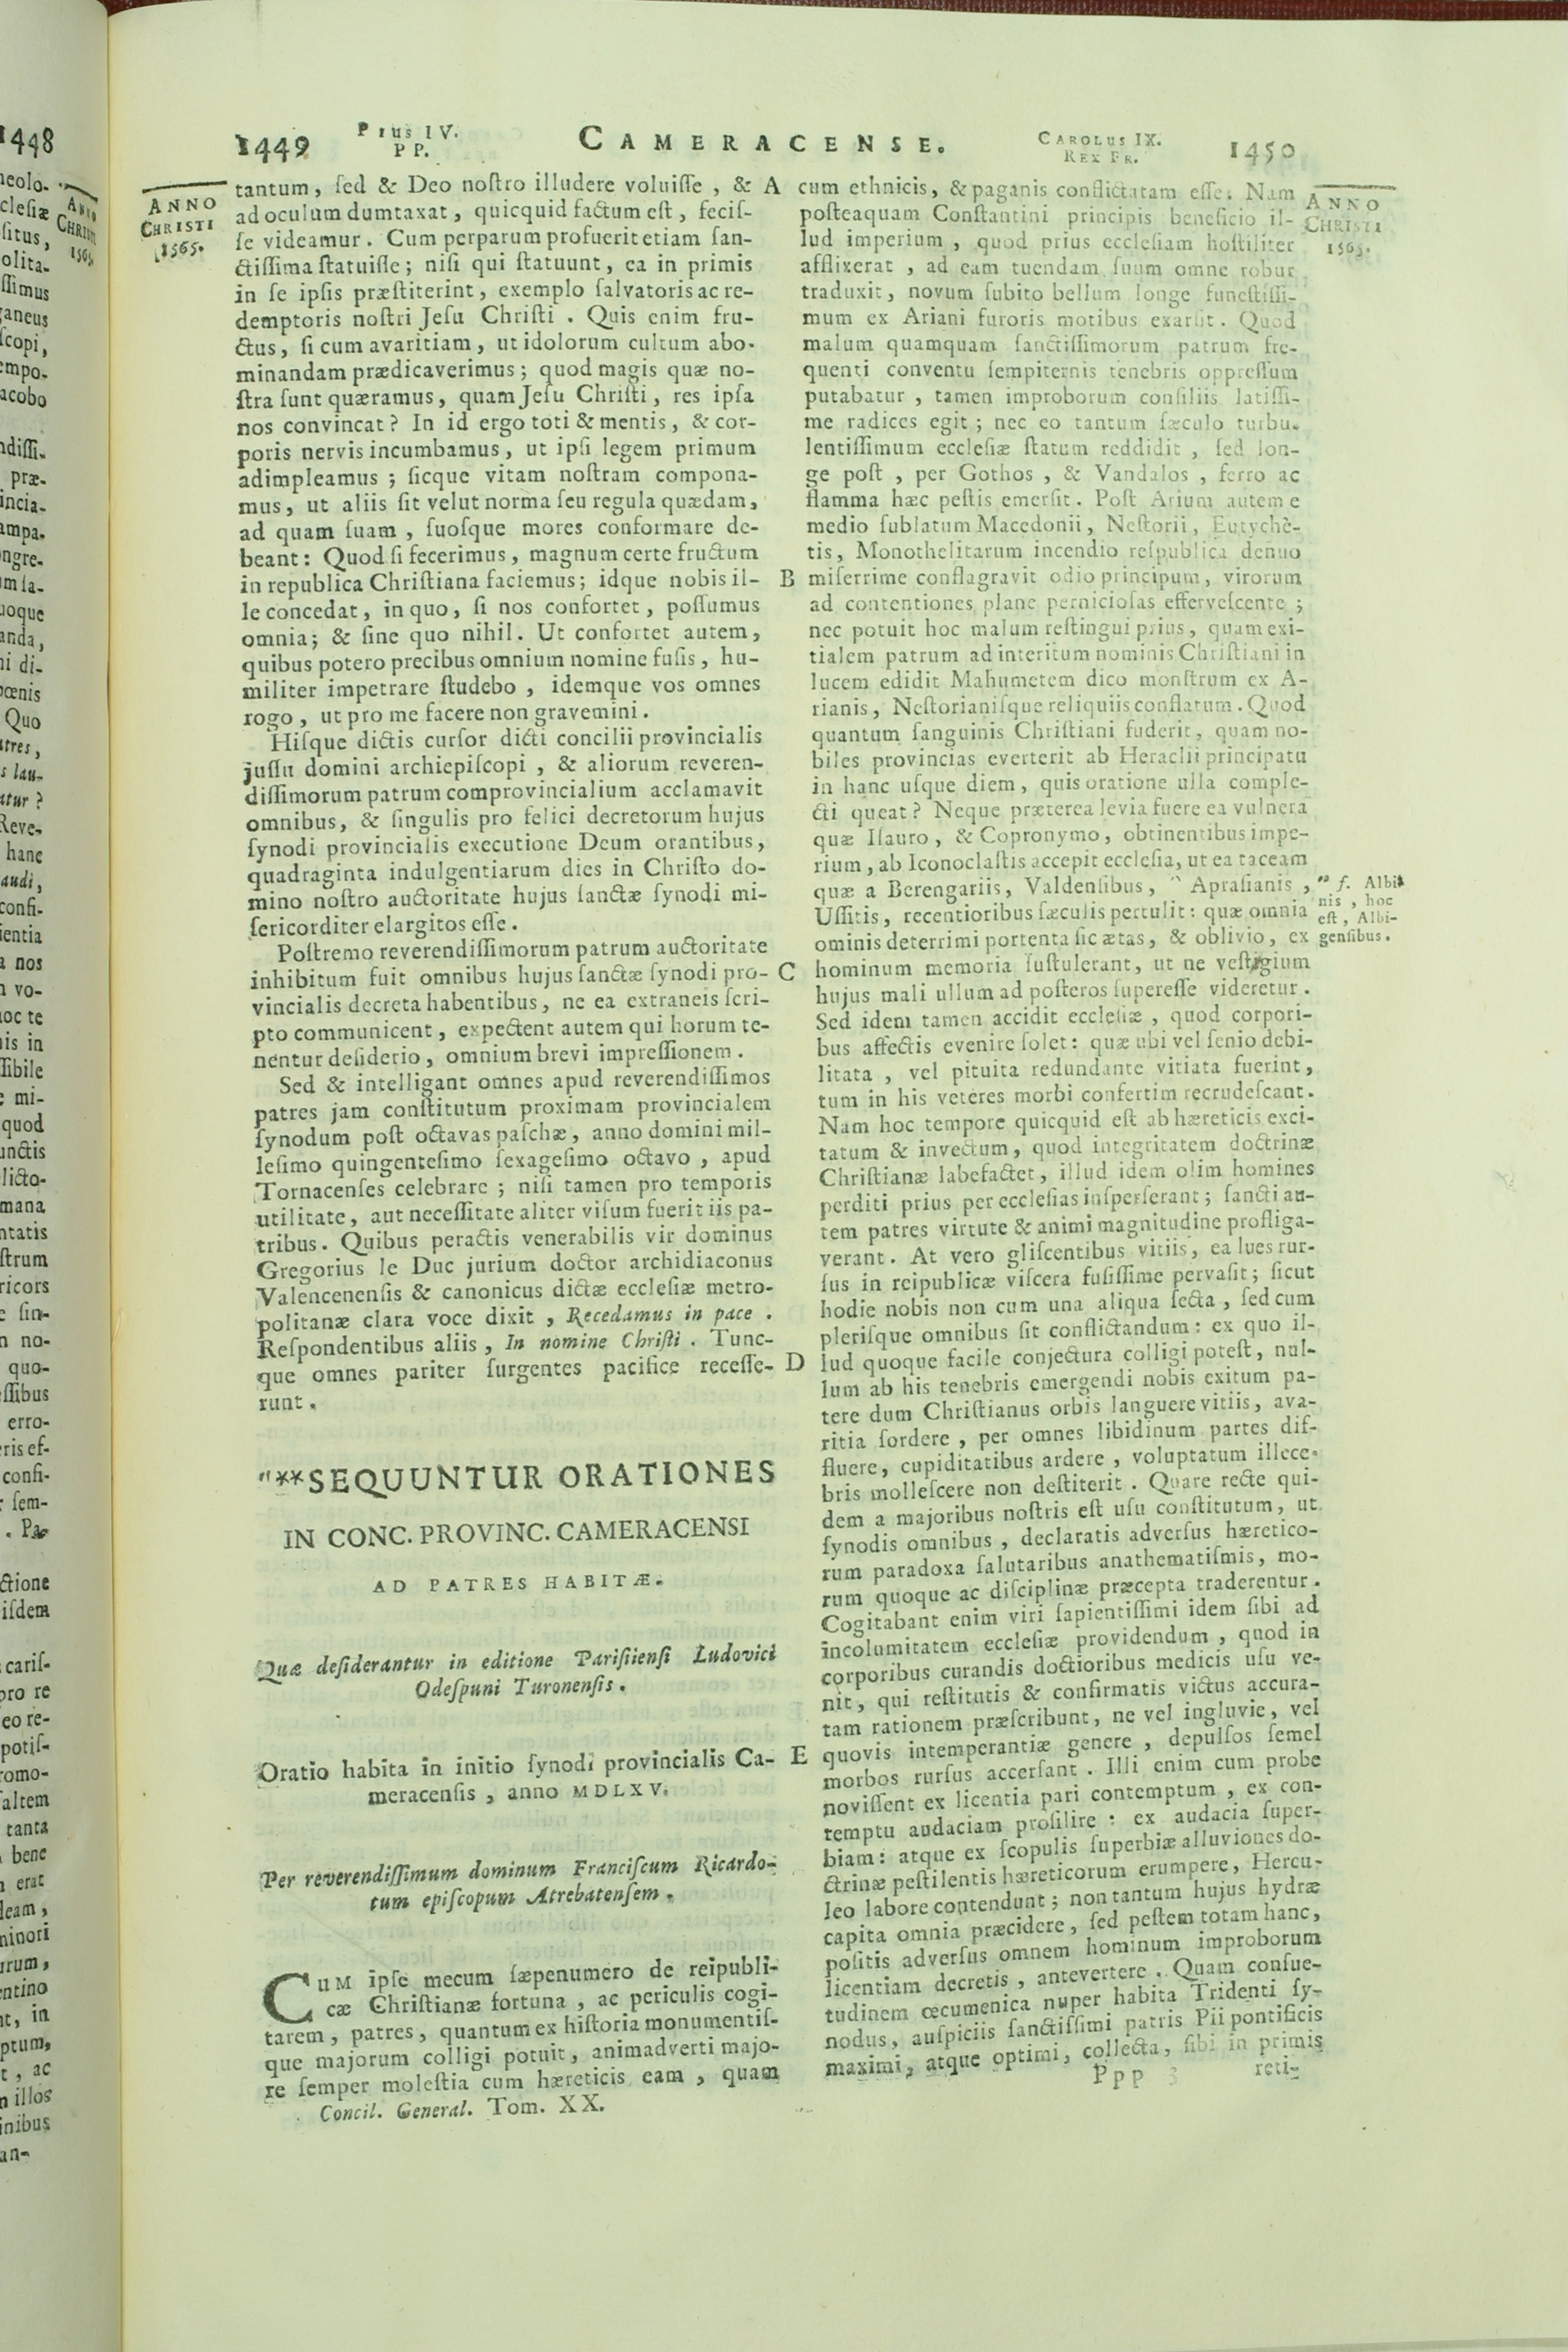 1449
Pius IV.
PP.
CAMERACENSE.
CAROLUS IX.
REX FR.
1450
ANNO
CHRISTI
1565.
tantum, ſed & Deo noſtro illudere voluiſſe, &
ad oculum dumtaxat, quicquid factum eſt, feciſ-
ſe videamur. Cum perparum profuerit etiam ſan-
ctiſſima ſtatuiſſe; niſi qui ſtatuunt, ea in primis
in ſe ipſis præſtiterint, exemplo ſalvatoris ac re-
demptoris noſtri Jeſu Chriſti. Quis enim fru-
ctus, ſi cum avaritiam, ut idolorum cultum abo-
minandam prædicaverimus; quod magis quæ no-
ſtra ſunt quæramus, quam Jeſu Chriſti, res ipſa
nos convincat? In id ergo toti & mentis, & cor-
poris nervis incumbamus, ut ipſi legem primum
adimpleamus; ſicque vitam noſtram compona-
mus, ut aliis ſit velut norma ſeu regula quædam,
ad quam ſuam, ſuoſque mores conformare de-
beant: Quod ſi fecerimus, magnum certe fructum
in republica Chriſtiana faciemus; idque nobis il-
le concedat, in quo, ſi nos confortet, poſſumus
omnia; & ſine quo nihil. Ut confortet autem,
quibus potero precibus omnium nomine fuſis, hu-
militer impetrare ſtudebo, idemque vos omnes
rogo, ut pro me facere non gravemini.
Hiſque dictis curſor dicti concilii provincialis
juſſu domini archiepiſcopi, & aliorum reveren-
diſſimorum patrum comprovincialium acclamavit
omnibus, & ſingulis pro felici decretorum hujus
ſynodi provincialis executione Deum orantibus,
quadraginta indulgentiarum dies in Chriſto do-
mino noſtro auctoritate hujus ſanctæ ſynodi mi-
ſericorditer elargitos eſſe.
Poſtremo reverendiſſimorum patrum auctoritate
inhibitum fuit omnibus hujus ſanctæ ſynodi pro-
vincialis decreta habentibus, ne ea extraneis ſcri-
pto communicent, expectent autem qui horum te-
nentur deſiderio, omnium brevi impreſſionem.
Sed & intelligant omnes apud reverendiſſimos
patres jam conſtitutum proximam provincialem
ſynodum poſt octavas paſchæ, anno domini mil-
leſimo quingenteſimo ſexageſimo octavo, apud
Tornacenſes celebrare; niſi tamen pro temporis
utilitate, aut neceſſitate aliter viſum fuerit iis pa-
tribus. Quibus peractis venerabilis vir dominus
Gregorius le Duc jurium doctor archidiaconus
Valencenenſis & canonicus dictæ eccleſiæ metro-
politanæ clara voce dixit, Recedamus in pace.
Reſpondentibus aliis, In nomine Chriſti. Tunc-
que omnes pariter ſurgentes pacifice receſſe-
runt.
"**SEQUUNTUR ORATIONES
IN CONC. PROVINC. CAMERACENSI
AD PATRES HABITÆ.
Quæ deſiderantur in editione Pariſiienſi Ludovici
Odeſpuni Turonenſis.
Oratio habita in initio ſynodi provincialis Ca-
meracenſis, anno MDLXV.
Per reverendiſſimum dominum Franciſcum Ricardo-
tum epiſcopum Atrebatenſem.
CUM ipſe mecum ſæpenumero de reipubli-
cæ Chriſtianæ fortuna, ac periculis cogi-
tarem, patres, quantum ex hiſtoria monumentiſ-
que majorum colligi potuit, animadverti majo-
re ſemper moleſtia cum hæreticis eam, quam
Concil. General. Tom. XX.
A
B
C
D
E
cum ethnicis, & paganis conflictatam eſſe. Nam
poſteaquam Conſtantini principis beneficio il-
lud imperium, quod prius eccleſiam hoſtiliter
afflixerat, ad eam tuendam ſuum omne robur
traduxit, novum ſubito bellum longe funeſtiſſi-
mum ex Ariani furoris motibus exarſit. Quod
malum quamquam ſanctiſſimorum patrum fre-
quenti conventu ſempiternis tenebris oppreſſum
putabatur, tamen improborum conſiliis latiſſi-
me radices egit; nec eo tantum ſæculo turbu-
lentiſſimum eccleſiæ ſtatum reddidit, ſed lon-
ge poſt, per Gothos, & Vandalos, ferro ac
flamma hæc peſtis emerſit. Poſt Arium autem e
medio ſublatum Macedonii, Neſtorii, Eutychè-
tis, Monothelitarum incendio reſpublica denuo
miſerrime conflagravit odio principum, virorum
ad contentiones plane pernicioſas efferveſcente;
nec potuit hoc malum reſtingui prius, quam exi-
tialem patrum ad interitum nominis Chriſtiani in
lucem edidit Mahumetem dico monſtrum ex A-
rianis, Neſtorianiſque reliquiis conflatum. Quod
quantum ſanguinis Chriſtiani fuderit, quam no-
biles provincias everterit ab Heraclii principatu
in hanc uſque diem, quis oratione ulla comple-
cti queat? Neque præterea levia fuere ea vulnera
quæ Iſauro, & Copronymo, obtinentibus impe-
rium, ab Iconoclaſtis accepit eccleſia, ut ea taceam
quæ a Berengariis, Valdenſibus, " Apraſianis,
Uſſitis, recentioribus ſæculis pertulit: quæ omnia
ominis deterrimi portenta ſic ætas, & oblivio, ex
hominum memoria ſuſtulerant, ut ne veſtigium
hujus mali ullum ad poſteros ſupereſſe videretur.
Sed idem tamen accidit eccleſiæ, quod corpori-
bus affectis evenire ſolet: quæ ubi vel ſenio debi-
litata, vel pituita redundante vitiata fuerint,
tum in his veteres morbi confertim recrudeſcant.
Nam hoc tempore quicquid eſt ab hæreticis exci-
tatum & invectum, quod integritatem doctrinæ
Chriſtianæ labefactet, illud idem olim homines
perditi prius per eccleſias inſperſerant; ſancti au-
tem patres virtute & animi magnitudine profliga-
verant. At vero gliſcentibus vitiis, ea lues rur-
ſus in reipublicæ viſcera fuſiſſime pervaſit; ſicut
hodie nobis non cum una aliqua ſecta, ſed cum
pleriſque omnibus ſit conflictandum: ex quo il-
lud quoque facile conjectura colligi poteſt, nul-
lum ab his tenebris emergendi nobis exitum pa-
tere dum Chriſtianus orbis languere vitiis, ava-
ritia ſordere, per omnes libidinum partes dif-
fluere, cupiditatibus ardere, voluptatum illece-
bris molleſcere non deſtiterit. Quare recte qui-
dem a majoribus noſtris eſt uſu conſtitutum, ut
ſynodis omnibus, declaratis adverſus hæretico-
rum paradoxa ſalutaribus anathematiſmis, mo-
rum quoque ac diſciplinæ præcepta traderentur.
Cogitabant enim viri ſapientiſſimi idem ſibi ad
incolumitatem eccleſiæ providendum, quod in
corporibus curandis doctioribus medicis uſu ve-
nit, qui reſtitutis & confirmatis victus accura-
tam rationem præſcribunt, ne vel ingluvie, vel
quovis intemperantiæ genere, depulſos ſemel
morbos rurſus accerſant. Illi enim cum probe
noviſſent ex licentia pari contemptum, ex con-
temptu audaciam proſilire: ex audacia ſuper-
biam: atque ex ſcopulis ſuperbiæ alluviones do-
ctrinæ peſtilentis hæreticorum erumpere, Hercu-
leo labore contendunt; non tantum hujus hydræ
capita omnia præcidere, ſed peſtem totam hanc,
poſitis adverſus omnem hominum improborum
licentiam decretis, antevertere. Quam conſue-
tudinem œcumenica nuper habita Tridenti ſy-
nodus, auſpiciis ſanctiſſimi patris Pii pontificis
maximi, atque optimi, collecta, ſibi in primis
Ppp 3
reti-
ANNO
CHRISTI
1565.
" f. Albia
nis, hoc
eſt, Albi-
genſibus.
1448
ANNO
CHRISTI
1565.